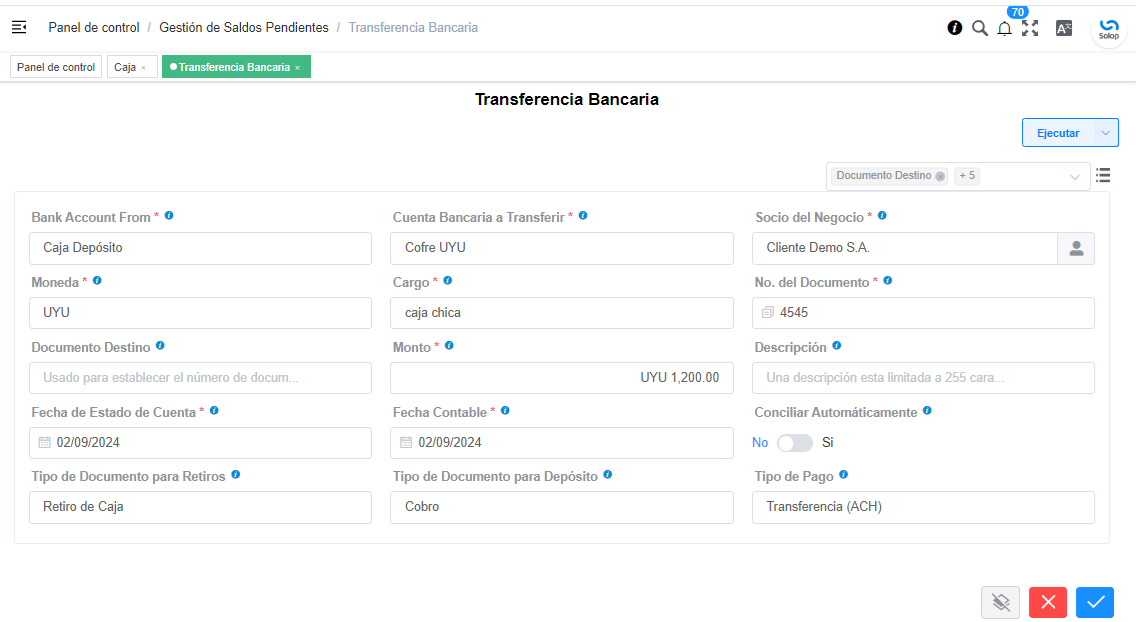 Panel de control / Gestión de Saldos Pendientes / Transferencia Bancaria
70
Solop
Panel de control
Caja ×
Transferencia Bancaria ×
Transferencia Bancaria
Ejecutar
Documento Destino
+ 5
Bank Account From *
Cuenta Bancaria a Transferir *
Socio del Negocio *
Caja Depósito
Cofre UYU
Cliente Demo S.A.
Moneda *
Cargo *
No. del Documento *
UYU
caja chica
4545
Documento Destino
Monto *
Descripción
Usado para establecer el número de docum...
UYU 1,200.00
Una descripción esta limitada a 255 cara...
Fecha de Estado de Cuenta *
Fecha Contable *
Conciliar Automáticamente
02/09/2024
02/09/2024
No
Si
Tipo de Documento para Retiros
Tipo de Documento para Depósito
Tipo de Pago
Retiro de Caja
Cobro
Transferencia (ACH)